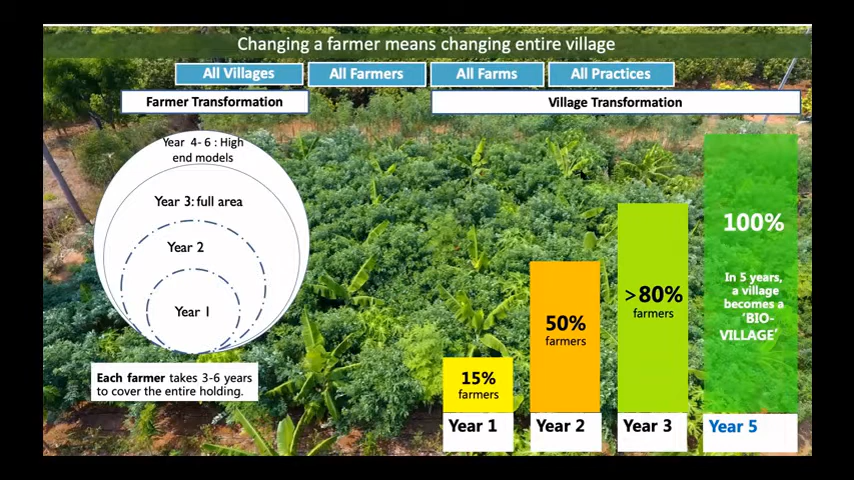 Changing a farmer means changing entire village
All Villages
All Farmers
All Farms
All Practices
Farmer Transformation
Village Transformation
Year 4- 6 : High
end models
Year 3: full area
Year 2
Year 1
Each farmer takes 3-6 years
to cover the entire holding.
15%
farmers
Year 1
50%
farmers
Year 2
>80%
farmers
Year 3
100%
In 5 years,
a village
becomes a
‘BIO-
VILLAGE’
Year 5